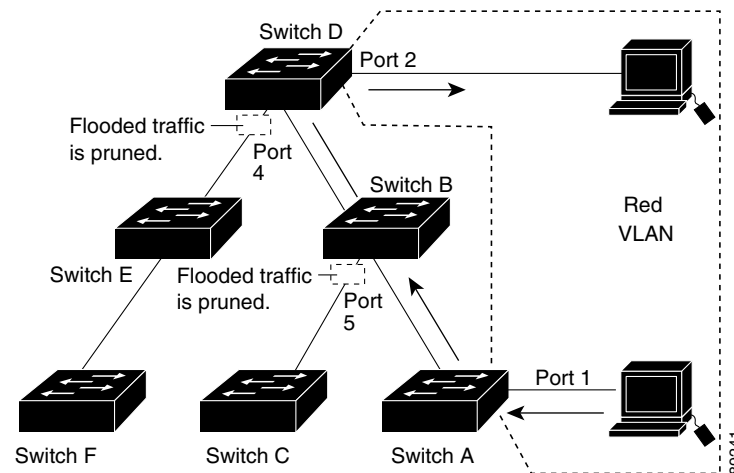 Switch D
Port 2
Flooded traffic
is pruned.
Port
4
Switch B
Red
VLAN
Switch E
Flooded traffic
is pruned.
Port
5
Port 1
Switch F
Switch C
Switch A